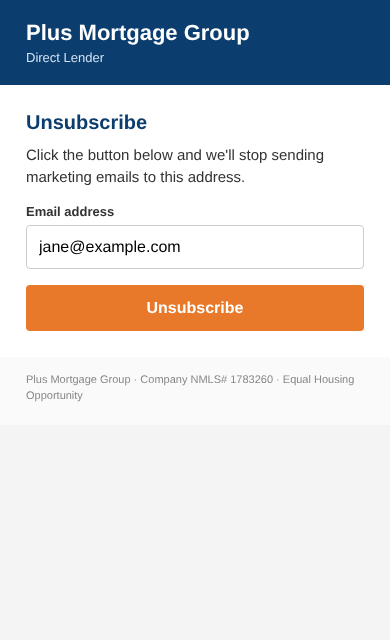 Plus Mortgage Group
Direct Lender
Unsubscribe
Click the button below and we'll stop sending
marketing emails to this address.
Email address
jane@example.com
Unsubscribe
Plus Mortgage Group · Company NMLS# 1783260 · Equal Housing
Opportunity